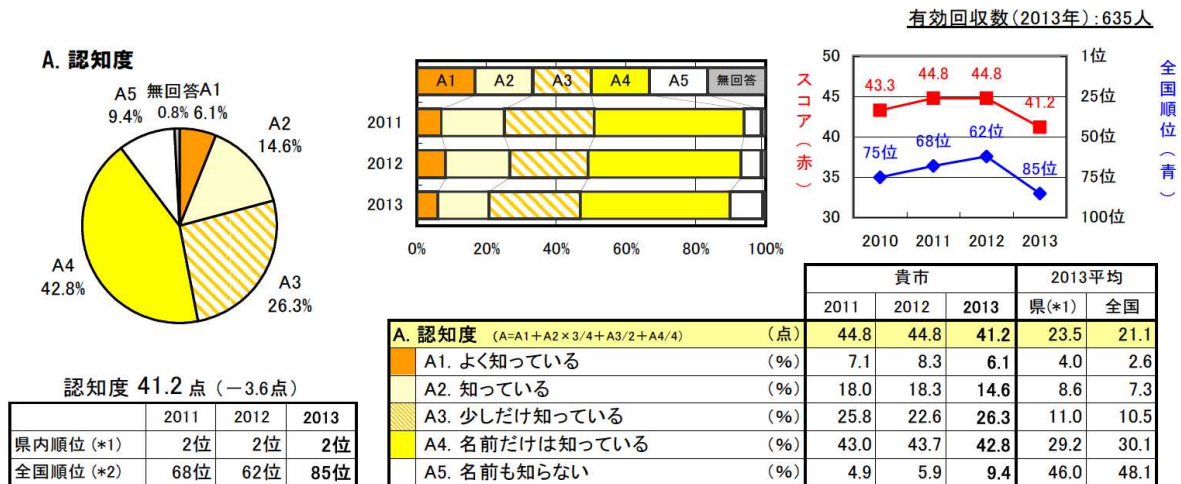 有効回収数(2013年):635人
A. 認知度
無回答 0.8%
A1 6.1%
A2 14.6%
A3 26.3%
A4 42.8%
A5 9.4%
A1 A2 A3 A4 A5 無回答
2011
2012
2013
0% 20% 40% 60% 80% 100%
スコア(赤)
50
45
40
35
30
43.3 44.8 44.8 41.2
75位 68位 62位 85位
2010 2011 2012 2013
1位
25位
50位
75位
100位
全国順位(青)
認知度 41.2 点 (-3.6点)
2011 2012 2013
県内順位 (*1) 2位 2位 2位
全国順位 (*2) 68位 62位 85位
貴市 2013平均
2011 2012 2013 県(*1) 全国
A. 認知度 (A=A1+A2×3/4+A3/2+A4/4) (点) 44.8 44.8 41.2 23.5 21.1
A1. よく知っている (%) 7.1 8.3 6.1 4.0 2.6
A2. 知っている (%) 18.0 18.3 14.6 8.6 7.3
A3. 少しだけ知っている (%) 25.8 22.6 26.3 11.0 10.5
A4. 名前だけは知っている (%) 43.0 43.7 42.8 29.2 30.1
A5. 名前も知らない (%) 4.9 5.9 9.4 46.0 48.1